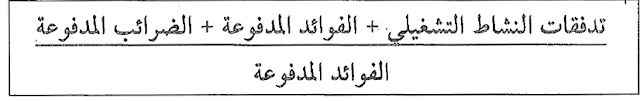 تدفقات النشاط التشغيلي + الفوائد المدفوعة + الضرائب المدفوعة
الفوائد المدفوعة